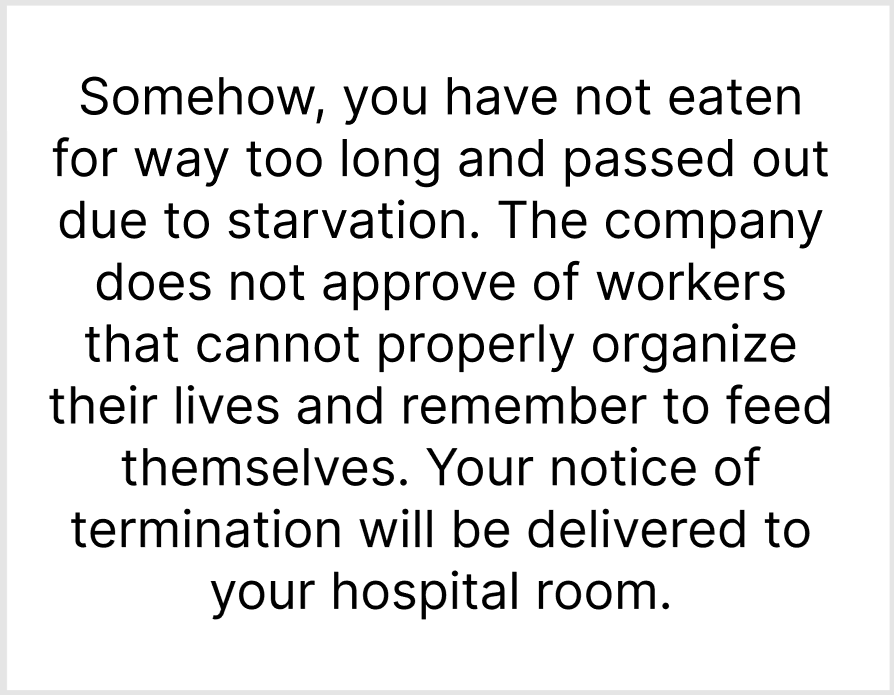 Somehow, you have not eaten
for way too long and passed out
due to starvation. The company
does not approve of workers
that cannot properly organize
their lives and remember to feed
themselves. Your notice of
termination will be delivered to
your hospital room.